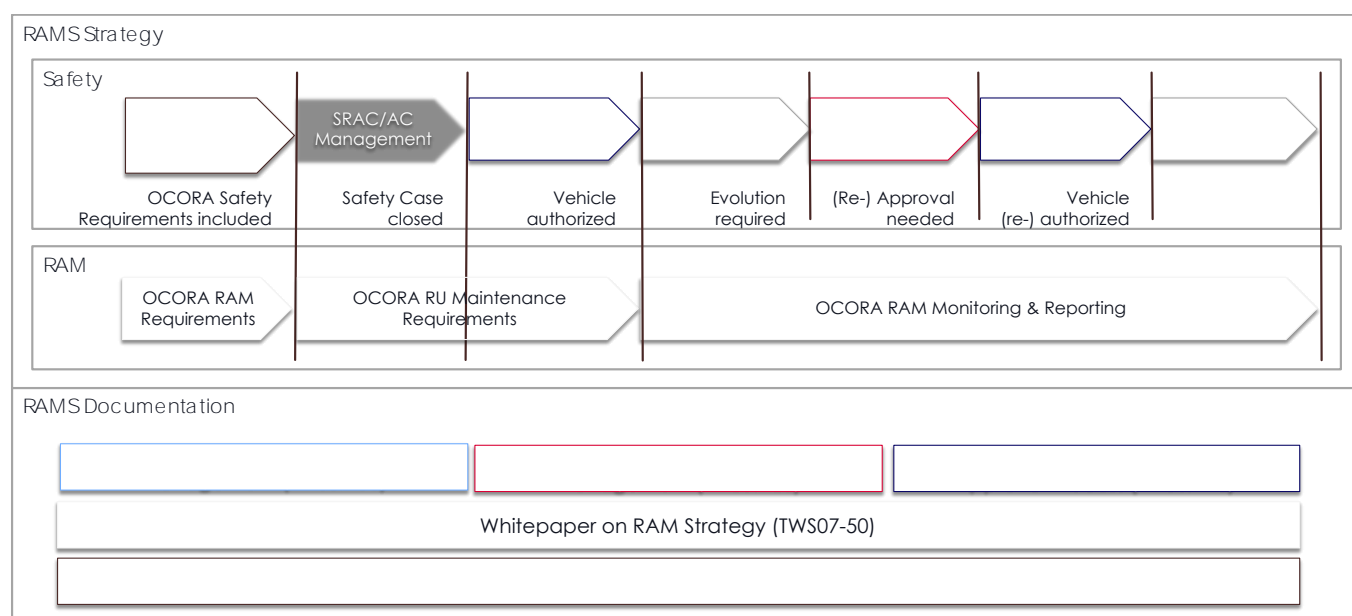 RAMS Strategy
Safety
SRAC/AC
Management
OCORA Safety
Requirements included
Safety Case
closed
Vehicle
authorized
Evolution
required
(Re-) Approval
needed
Vehicle
(re-) authorized
RAM
OCORA RAM
Requirements
OCORA RU Maintenance
Requirements
OCORA RAM Monitoring & Reporting
RAMS Documentation
Whitepaper on RAM Strategy (TWS07-50)